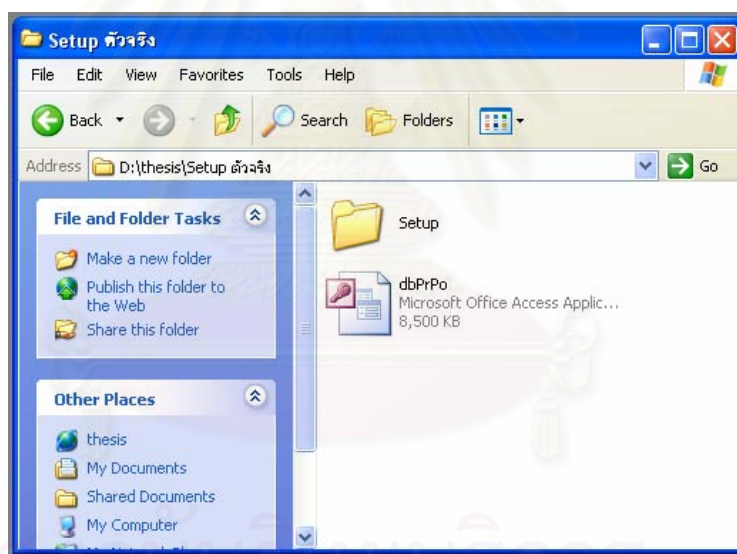 Setup ตัวจริง
File Edit View Favorites Tools Help
Back Search Folders
Address D:\thesis\Setup ตัวจริง Go
File and Folder Tasks
Make a new folder
Publish this folder to
the Web
Share this folder
Other Places
thesis
My Documents
Shared Documents
My Computer
Setup
dbPrPo
Microsoft Office Access Applic...
8,500 KB